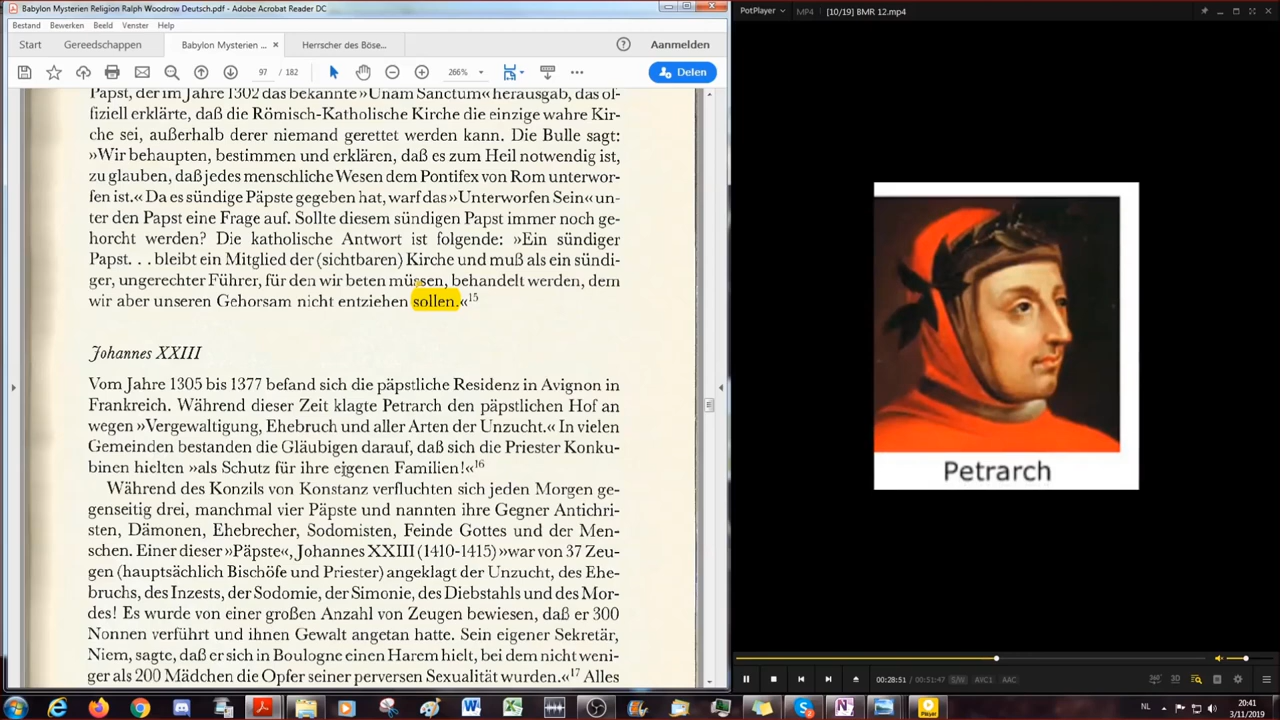 Babylon Mysterien Religion Ralph Woodrow Deutsch.pdf - Adobe Acrobat Reader DC
Bestand Bewerken Beeld Venster Help
Start Gereedschappen Babylon Mysterien ... × Herrscher des Böse... Aanmelden
97 / 182 266% Delen
Papst, der im Jahre 1302 das bekannte »Unam Sanctum« herausgab, das of-
fiziell erklärte, daß die Römisch-Katholische Kirche die einzige wahre Kir-
che sei, außerhalb derer niemand gerettet werden kann. Die Bulle sagt:
»Wir behaupten, bestimmen und erklären, daß es zum Heil notwendig ist,
zu glauben, daß jedes menschliche Wesen dem Pontifex von Rom unterwor-
fen ist.« Da es sündige Päpste gegeben hat, warf das »Unterworfen Sein« un-
ter den Papst eine Frage auf. Sollte diesem sündigen Papst immer noch ge-
horcht werden? Die katholische Antwort ist folgende: »Ein sündiger
Papst. . . bleibt ein Mitglied der (sichtbaren) Kirche und muß als ein sündi-
ger, ungerechter Führer, für den wir beten müssen, behandelt werden, dem
wir aber unseren Gehorsam nicht entziehen sollen.«15
Johannes XXIII
Vom Jahre 1305 bis 1377 befand sich die päpstliche Residenz in Avignon in
Frankreich. Während dieser Zeit klagte Petrarch den päpstlichen Hof an
wegen »Vergewaltigung, Ehebruch und aller Arten der Unzucht.« In vielen
Gemeinden bestanden die Gläubigen darauf, daß sich die Priester Konku-
binen hielten »als Schutz für ihre eigenen Familien!«16
Während des Konzils von Konstanz verfluchten sich jeden Morgen ge-
genseitig drei, manchmal vier Päpste und nannten ihre Gegner Antichri-
sten, Dämonen, Ehebrecher, Sodomisten, Feinde Gottes und der Men-
schen. Einer dieser »Päpste«, Johannes XXIII (1410-1415) »war von 37 Zeu-
gen (hauptsächlich Bischöfe und Priester) angeklagt der Unzucht, des Ehe-
bruchs, des Inzests, der Sodomie, der Simonie, des Diebstahls und des Mor-
des! Es wurde von einer großen Anzahl von Zeugen bewiesen, daß er 300
Nonnen verführt und ihnen Gewalt angetan hatte. Sein eigener Sekretär,
Niem, sagte, daß er sich in Boulogne einen Harem hielt, bei dem nicht weni-
ger als 200 Mädchen die Opfer seiner perversen Sexualität wurden.«17 Alles
PotPlayer MP4 [10/19] BMR 12.mp4
Petrarch
00:28:51 / 00:51:47 S/W AVC1 AAC
360° 3D
NL 20:41
3/11/2019